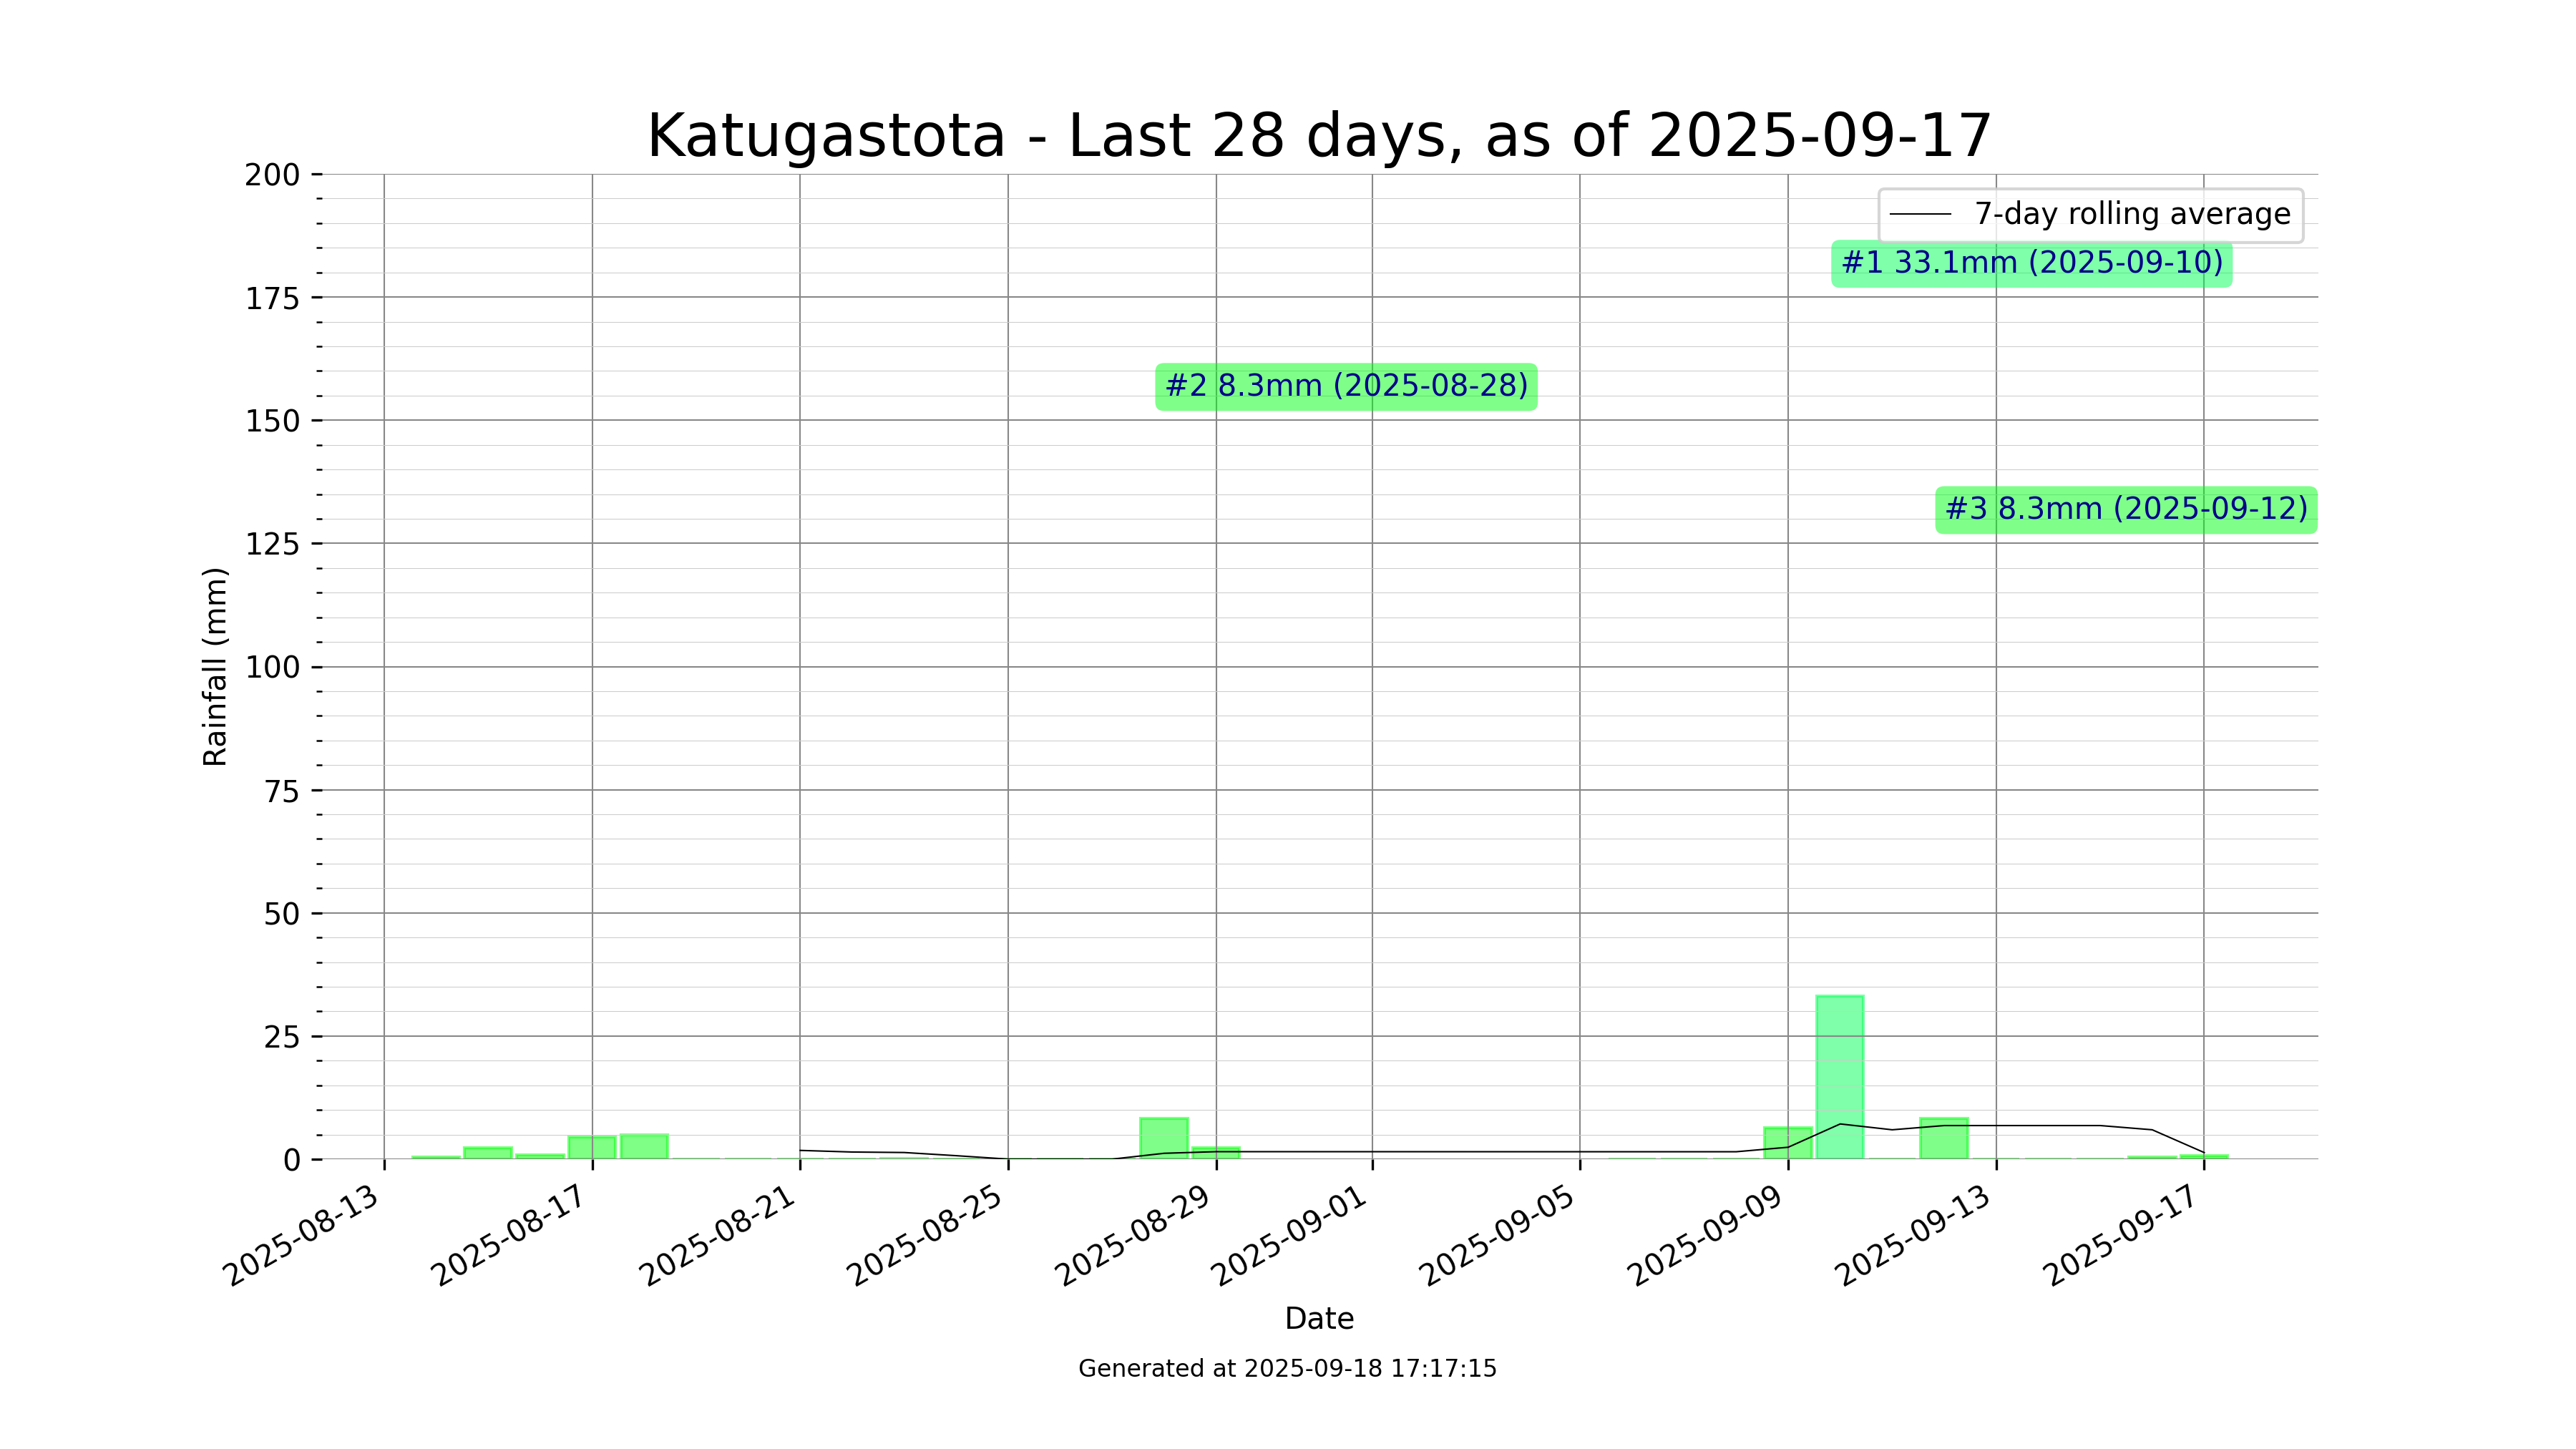 Katugastota - Last 28 days, as of 2025-09-17
200
175
150
125
100
75
50
25
0
Rainfall (mm)
7-day rolling average
#1 33.1mm (2025-09-10)
#2 8.3mm (2025-08-28)
#3 8.3mm (2025-09-12)
2025-08-13
2025-08-17
2025-08-21
2025-08-25
2025-08-29
2025-09-01
2025-09-05
2025-09-09
2025-09-13
2025-09-17
Date
Generated at 2025-09-18 17:17:15